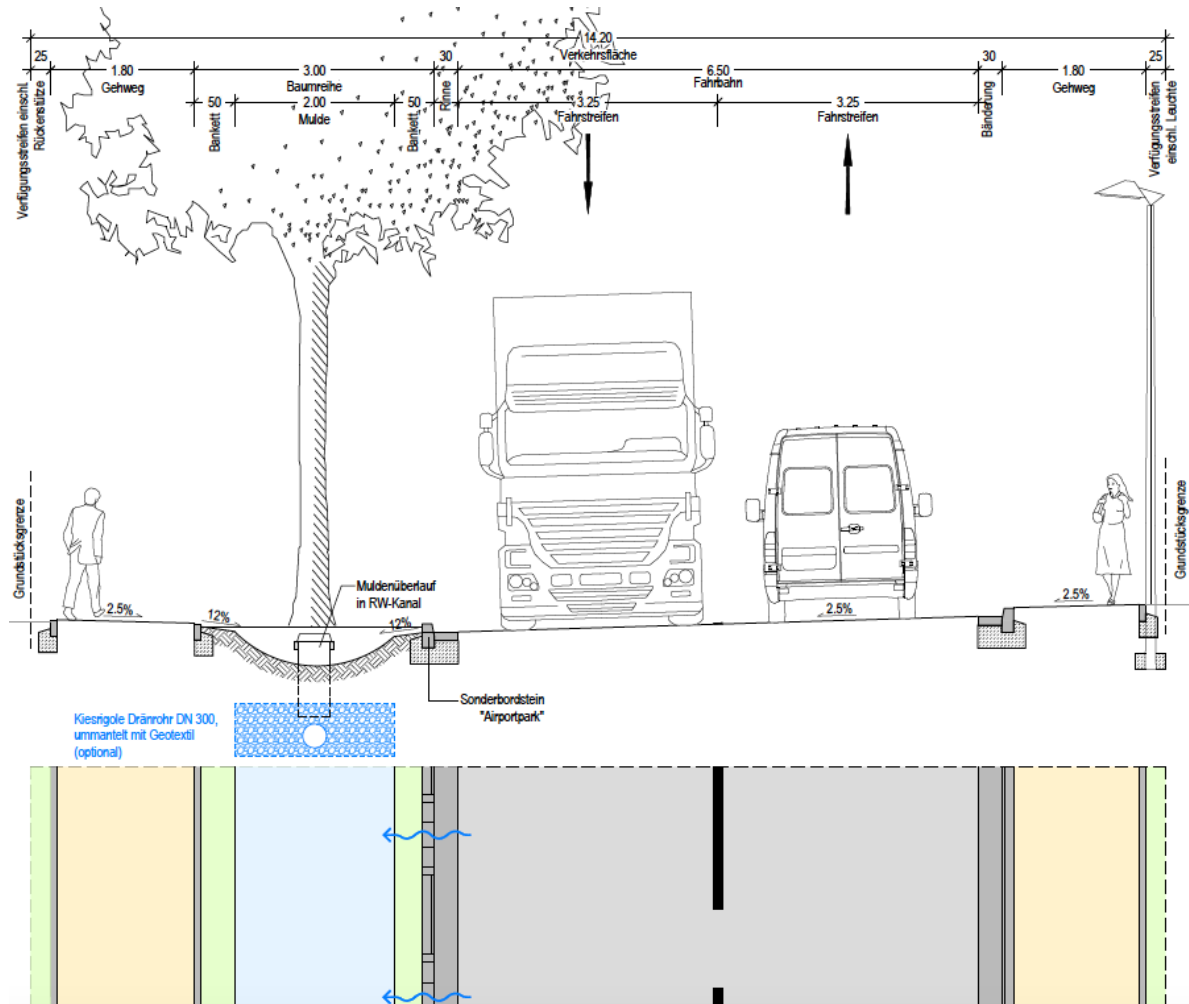 14.20
Verkehrsfläche
25
1.80
Gehweg
3.00
Baumreihe
30
6.50
Fahrbahn
30
1.80
Gehweg
25
Verfügungsstreifen einschl.
Rückenstütze
50
Bankett
2.00
Mulde
50
Bankett
Rinne
3.25
Fahrstreifen
3.25
Fahrstreifen
Bänderung
Verfügungsstreifen
einschl. Leuchte
Grundstücksgrenze
Grundstücksgrenze
2.5%
12%
12%
Muldenüberlauf
in RW-Kanal
2.5%
2.5%
Sonderbordstein
"Airportpark"
Kiesrigole Dränrohr DN 300,
ummantelt mit Geotextil
(optional)